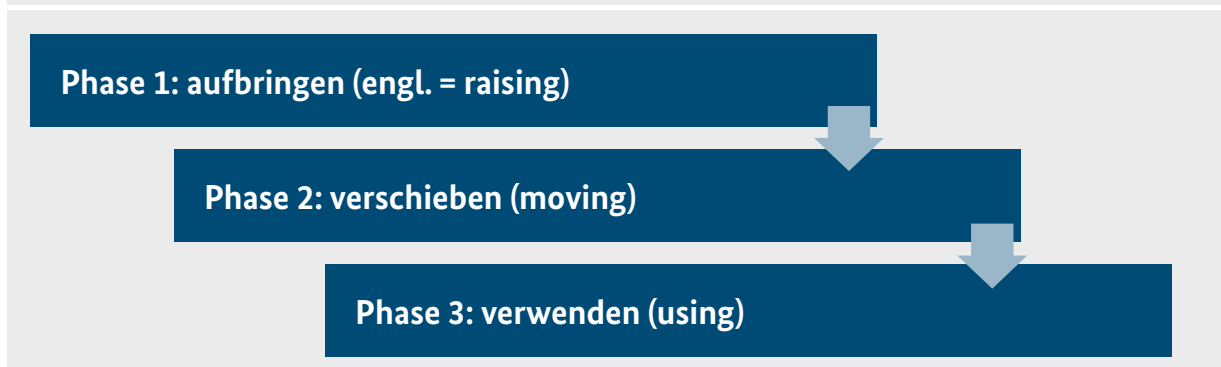 Phase 1: aufbringen (engl. = raising)
Phase 2: verschieben (moving)
Phase 3: verwenden (using)